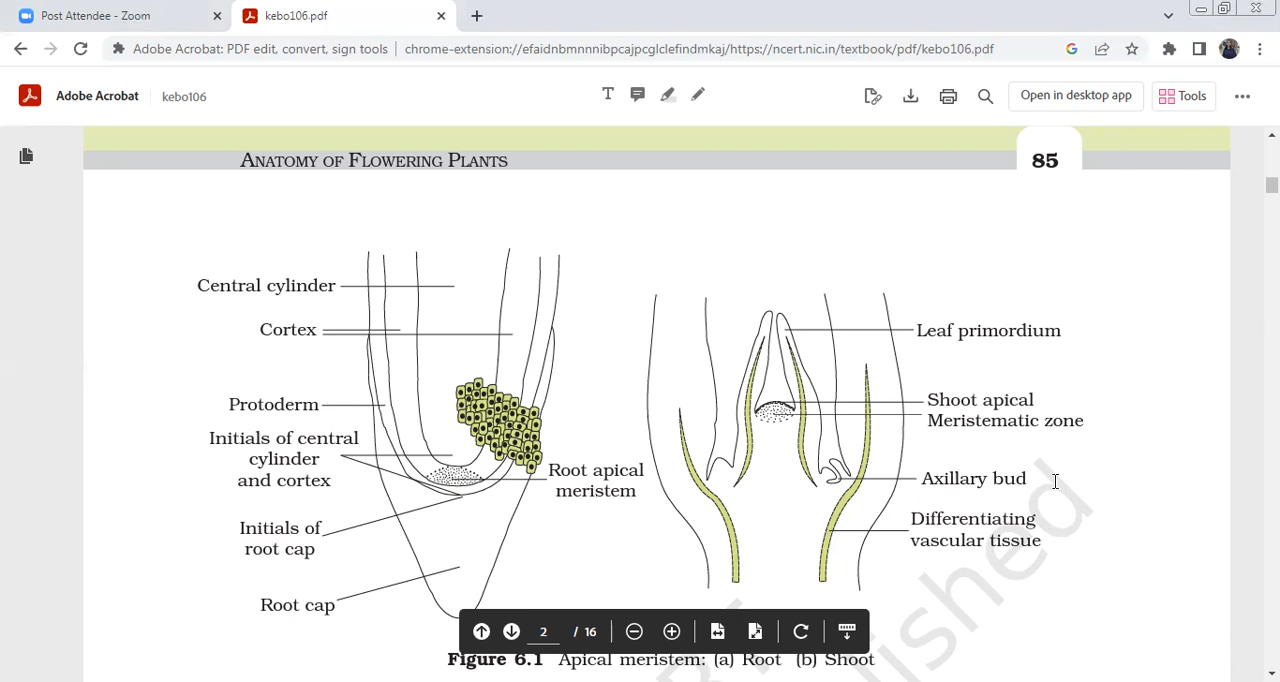 Post Attendee - Zoom
kebo106.pdf
Adobe Acrobat: PDF edit, convert, sign tools | chrome-extension://efaidnbmnnnibpcajpcglclefindmkaj/https://ncert.nic.in/textbook/pdf/kebo106.pdf
Adobe Acrobat
kebo106
Open in desktop app
Tools
ANATOMY OF FLOWERING PLANTS
85
Central cylinder
Cortex
Protoderm
Initials of central
cylinder
and cortex
Root apical
meristem
Initials of
root cap
Root cap
Leaf primordium
Shoot apical
Meristematic zone
Axillary bud
Differentiating
vascular tissue
2 / 16
Figure 6.1 Apical meristem: (a) Root (b) Shoot